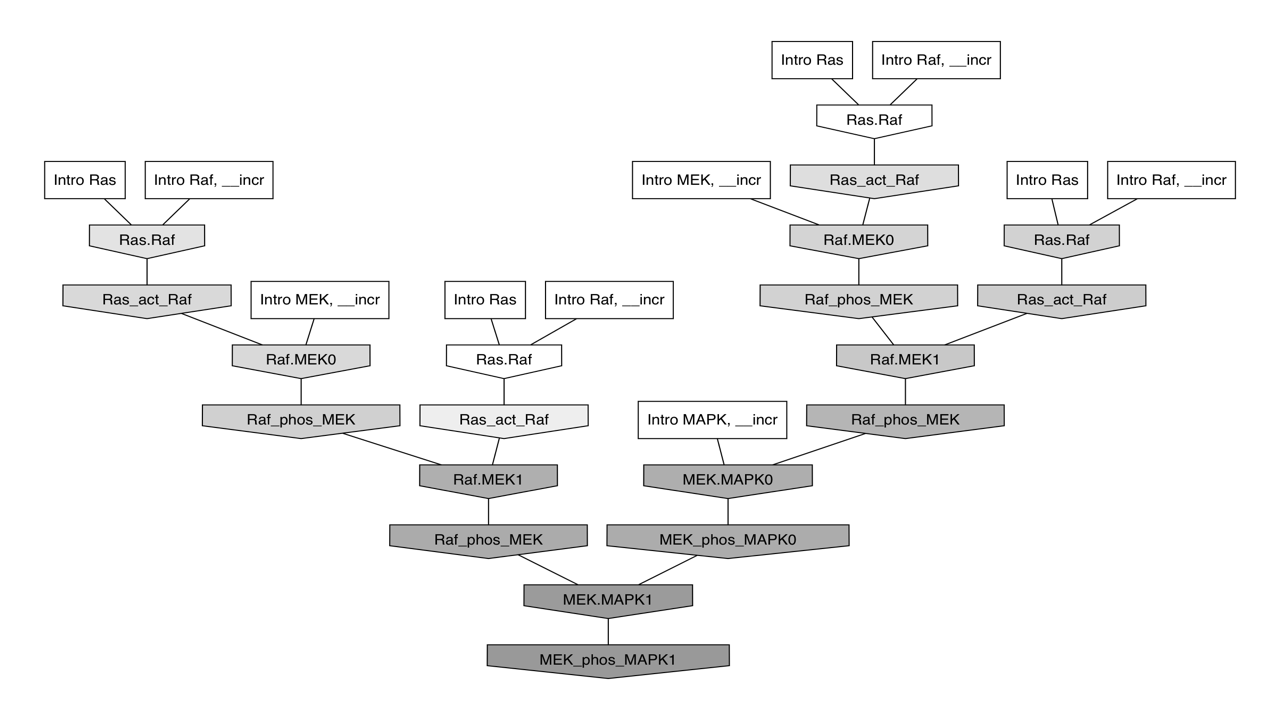 Intro Ras
Intro Raf, __incr
Ras.Raf
Intro MEK, __incr
Ras_act_Raf
Intro Ras
Intro Raf, __incr
Intro Ras
Intro Raf, __incr
Ras.Raf
Raf.MEK0
Ras.Raf
Ras_act_Raf
Intro MEK, __incr
Intro Ras
Intro Raf, __incr
Raf_phos_MEK
Ras_act_Raf
Raf.MEK0
Ras.Raf
Raf.MEK1
Raf_phos_MEK
Ras_act_Raf
Intro MAPK, __incr
Raf_phos_MEK
Raf.MEK1
MEK.MAPK0
Raf_phos_MEK
MEK_phos_MAPK0
MEK.MAPK1
MEK_phos_MAPK1